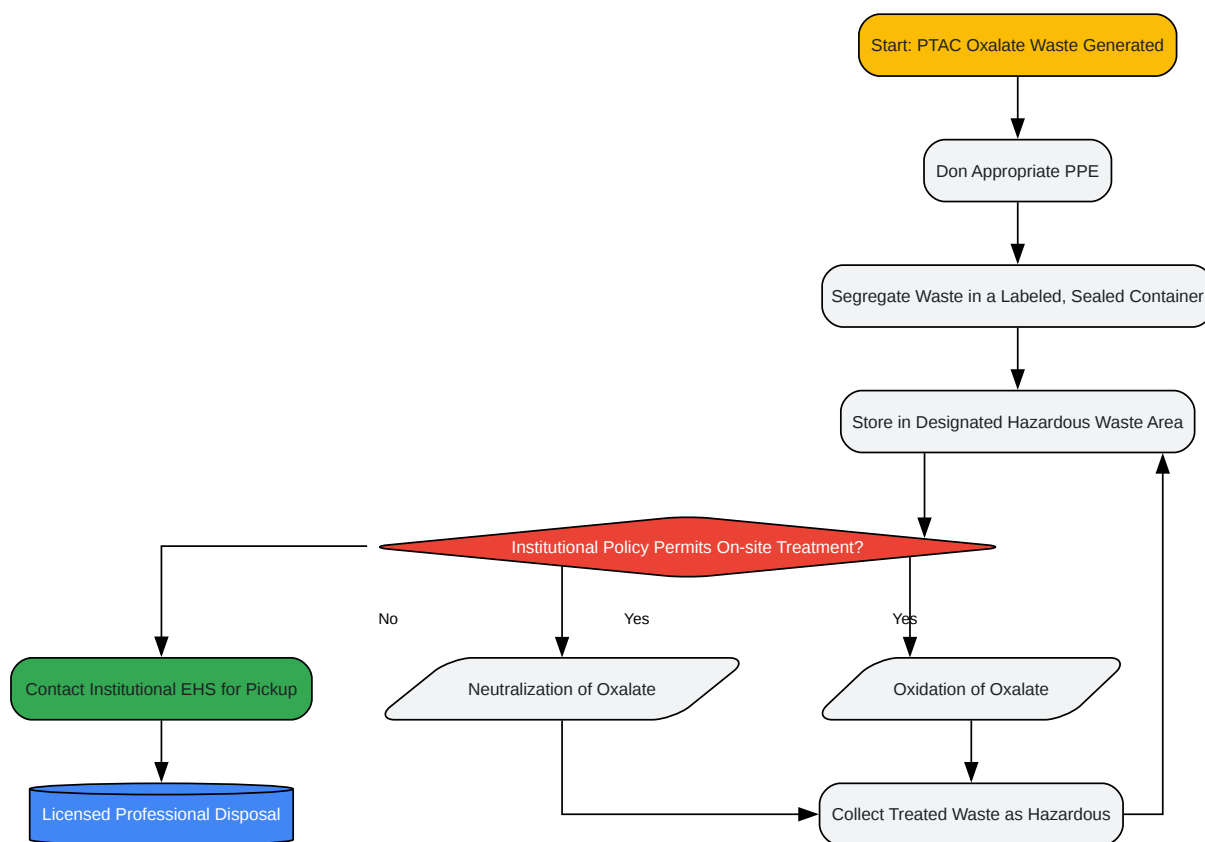 Start: PTAC Oxalate Waste Generated
Don Appropriate PPE
Segregate Waste in a Labeled, Sealed Container
Store in Designated Hazardous Waste Area
Institutional Policy Permits On-site Treatment?
No
Yes
Yes
Contact Institutional EHS for Pickup
Neutralization of Oxalate
Oxidation of Oxalate
Licensed Professional Disposal
Collect Treated Waste as Hazardous